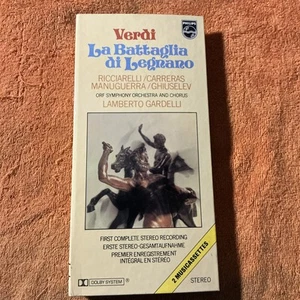 PHILIPS
Verdi
La Battaglia
di Legnano
RICCIARELLI/CARRERAS
MANUGUERRA/GHIUSELEV
ORF SYMPHONY ORCHESTRA AND CHORUS
LAMBERTO GARDELLI
FIRST COMPLETE STEREO RECORDING
ERSTE STEREO-GESAMTAUFNAHME
PREMIER ENREGISTREMENT
INTÉGRAL EN STÉRÉO
2 MUSICASSETTES
DOLBY SYSTEM
STEREO